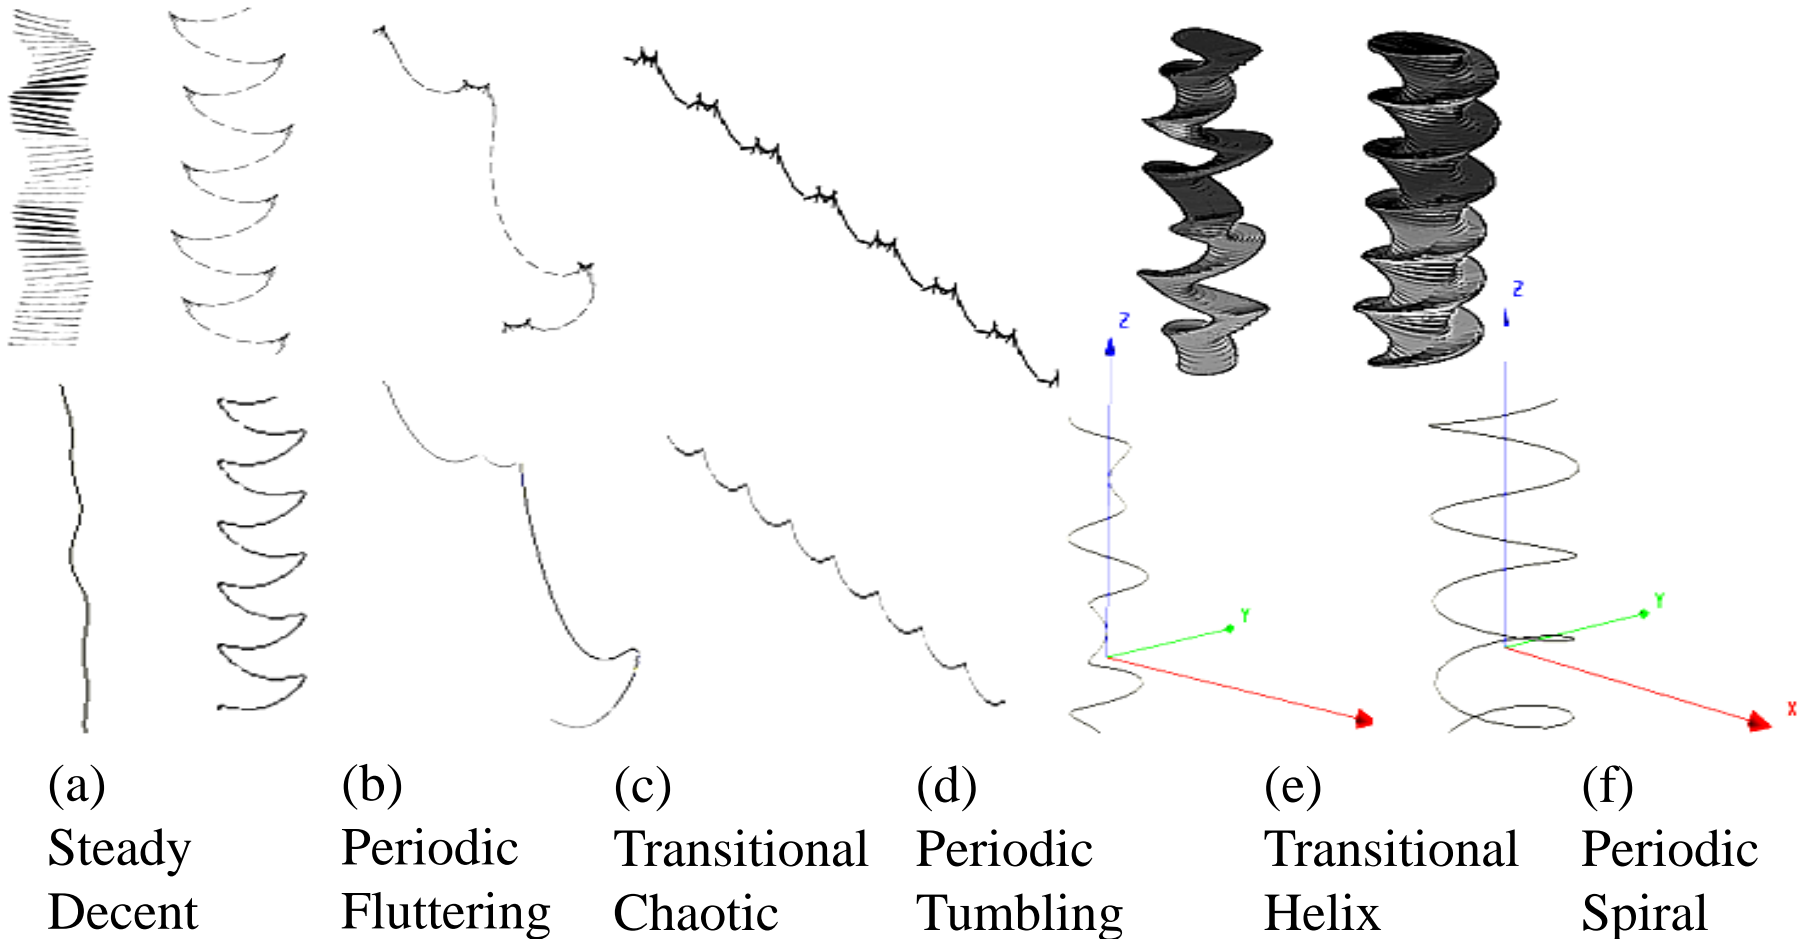 Z
Z
Y
Y
X
(a)
Steady
Decent
(b)
Periodic
Fluttering
(c)
Transitional
Chaotic
(d)
Periodic
Tumbling
(e)
Transitional
Helix
(f)
Periodic
Spiral